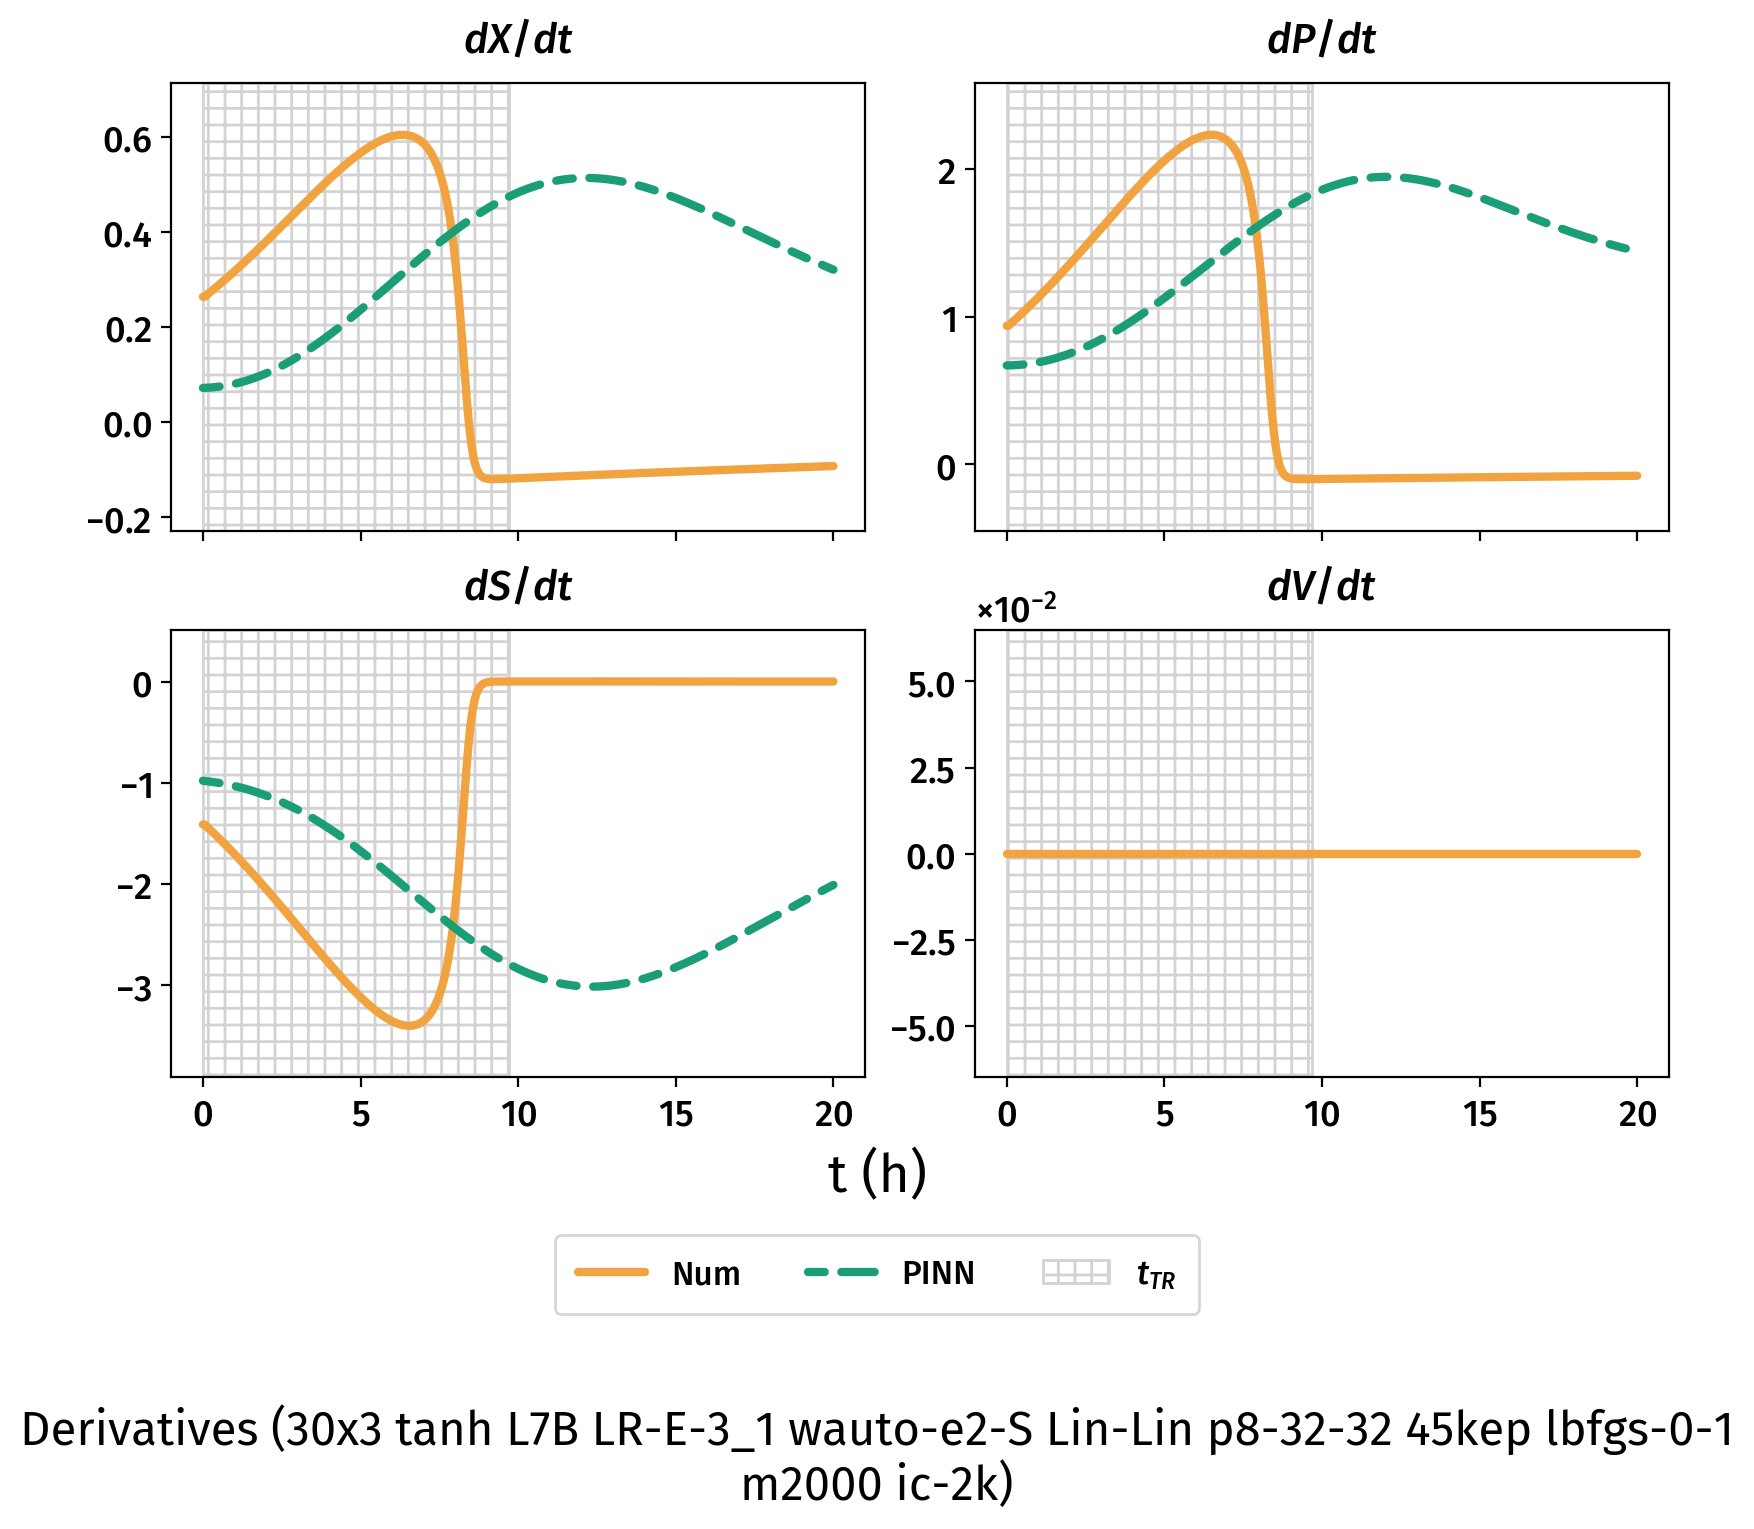 dX/dt
dP/dt
0.6
0.4
0.2
0.0
−0.2
2
1
0
dS/dt
dV/dt
×10⁻²
0
−1
−2
−3
5.0
2.5
0.0
−2.5
−5.0
0 5 10 15 20
0 5 10 15 20
t (h)
Num PINN t_TR
Derivatives (30x3 tanh L7B LR-E-3_1 wauto-e2-S Lin-Lin p8-32-32 45kep lbfgs-0-1
m2000 ic-2k)